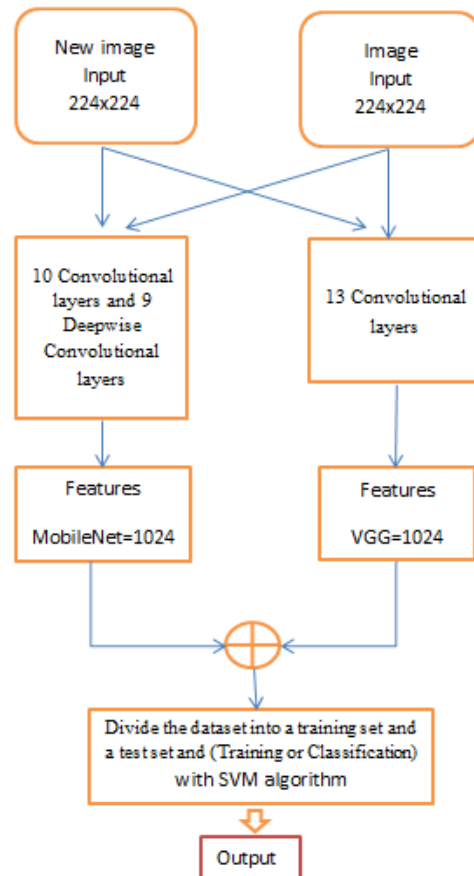 New image
Input
224x224
Image
Input
224x224
10 Convolutional
layers and 9
Deepwise
Convolutional
layers
13 Convolutional
layers
Features
MobileNet=1024
Features
VGG=1024
Divide the dataset into a training set and
a test set and (Training or Classification)
with SVM algorithm
Output